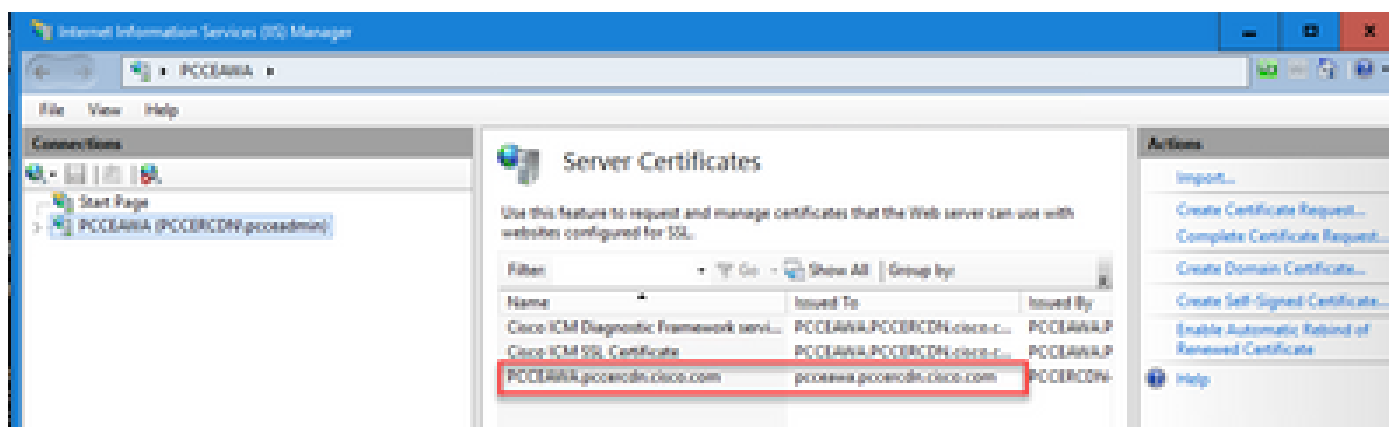 Internet Information Services (IIS) Manager
PCCEAWA
File View Help
Connections
Start Page
PCCEAWA (PCCERCDN\pcceadmin)
Server Certificates
Use this feature to request and manage certificates that the Web server can use with
websites configured for SSL.
Filter: Go Show All Group by:
Name Issued To Issued By
Cisco ICM Diagnostic Framework servi... PCCEAWA.PCCERCDN.cisco.c... PCCEAWA.P
Cisco ICM SSL Certificate PCCEAWA.PCCERCDN.cisco.c... PCCEAWA.P
PCCEAWA.pccercdn.cisco.com pcceawa.pccercdn.cisco.com PCCERCDN-
Actions
Import...
Create Certificate Request...
Complete Certificate Request...
Create Domain Certificate...
Create Self-Signed Certificate...
Enable Automatic Rebind of
Renewed Certificate
Help